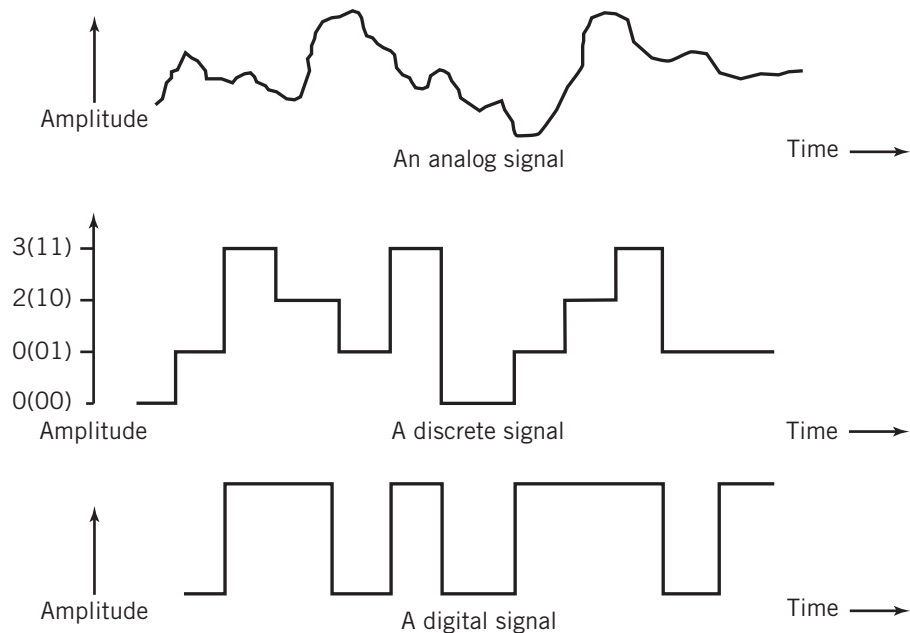 Amplitude
An analog signal
Time
3(11)
2(10)
0(01)
0(00)
Amplitude
A discrete signal
Time
Amplitude
A digital signal
Time